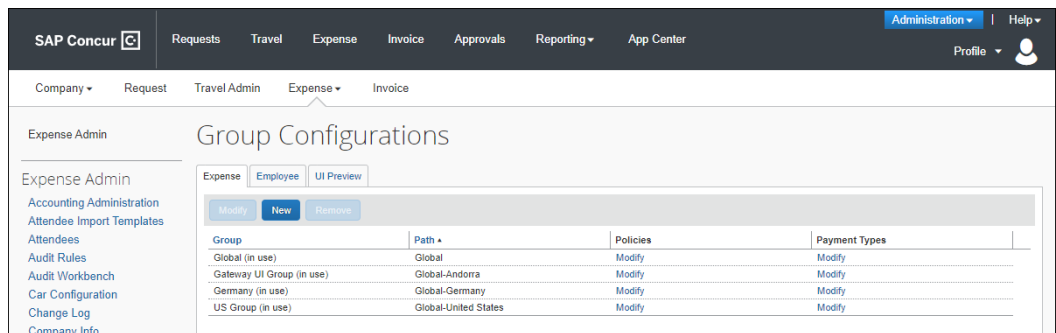 Administration | Help
SAP Concur C Requests Travel Expense Invoice Approvals Reporting App Center
Profile
Company Request Travel Admin Expense Invoice
Expense Admin
Group Configurations
Expense Admin
Expense Employee UI Preview
Accounting Administration
Attendee Import Templates
Attendees
Audit Rules
Audit Workbench
Car Configuration
Change Log
Company Info
Modify New Remove
Group Path Policies Payment Types
Global (in use) Global Modify Modify
Gateway UI Group (in use) Global-Andorra Modify Modify
Germany (in use) Global-Germany Modify Modify
US Group (in use) Global-United States Modify Modify